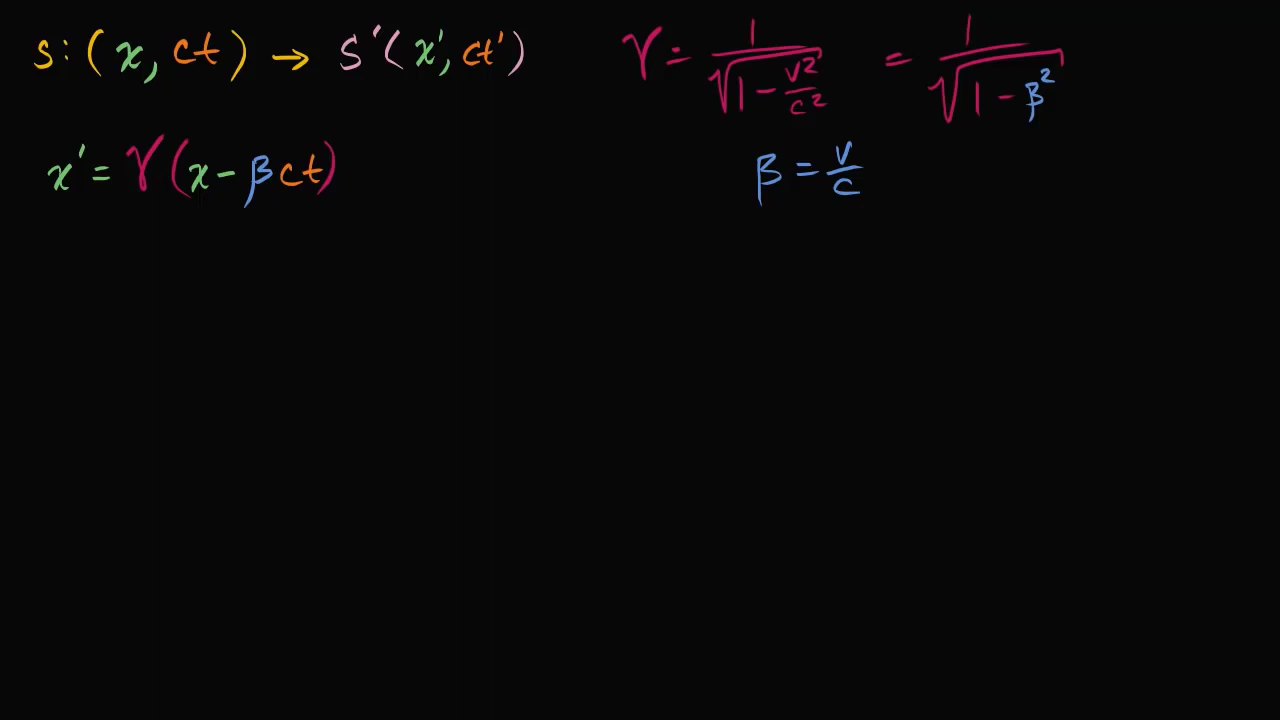 S: (x, ct) → S'(x', ct') γ = 1/√(1 - v²/c²) = 1/√(1 - β²)
x' = γ(x - βct) β = v/c